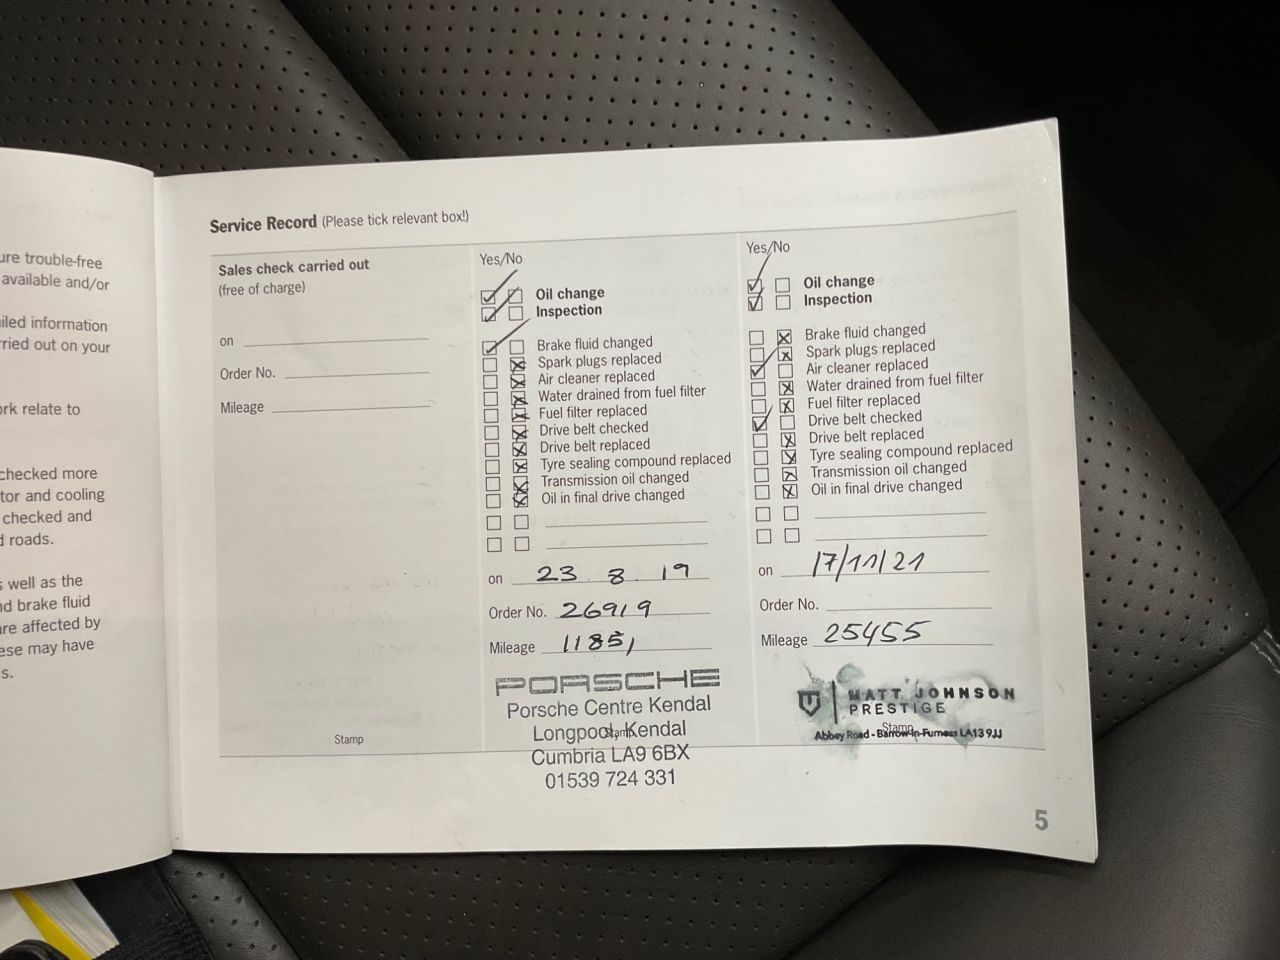 ure trouble-free
available and/or
iled information
rried out on your
ork relate to
checked more
tor and cooling
checked and
d roads.
s well as the
nd brake fluid
are affected by
ese may have
s.
Service Record (Please tick relevant box!)
Sales check carried out
(free of charge)
on
Order No.
Mileage
Stamp
Yes/No
Oil change
Inspection
Brake fluid changed
Spark plugs replaced
Air cleaner replaced
Water drained from fuel filter
Fuel filter replaced
Drive belt checked
Drive belt replaced
Tyre sealing compound replaced
Transmission oil changed
Oil in final drive changed
on 23 . 8 . 19
Order No. 26919
Mileage 11851
PORSCHE
Porsche Centre Kendal
Longpool, Kendal
Stamp
Cumbria LA9 6BX
01539 724 331
Yes/No
Oil change
Inspection
Brake fluid changed
Spark plugs replaced
Air cleaner replaced
Water drained from fuel filter
Fuel filter replaced
Drive belt checked
Drive belt replaced
Tyre sealing compound replaced
Transmission oil changed
Oil in final drive changed
on 17/11/21
Order No.
Mileage 25455
MATT JOHNSON
PRESTIGE
Stamp
Abbey Road - Barrow-in-Furness LA13 9JJ
5